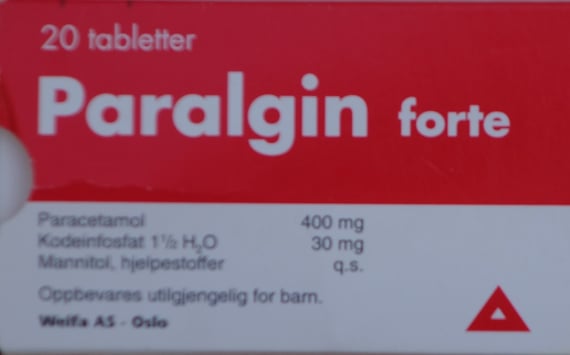 20 tabletter
Paralgin forte
Paracetamol 400 mg
Kodeinfosfat 1½ H₂O 30 mg
Mannitol, hjelpestoffer q.s.
Oppbevares utilgjengelig for barn.
Weifa AS - Oslo